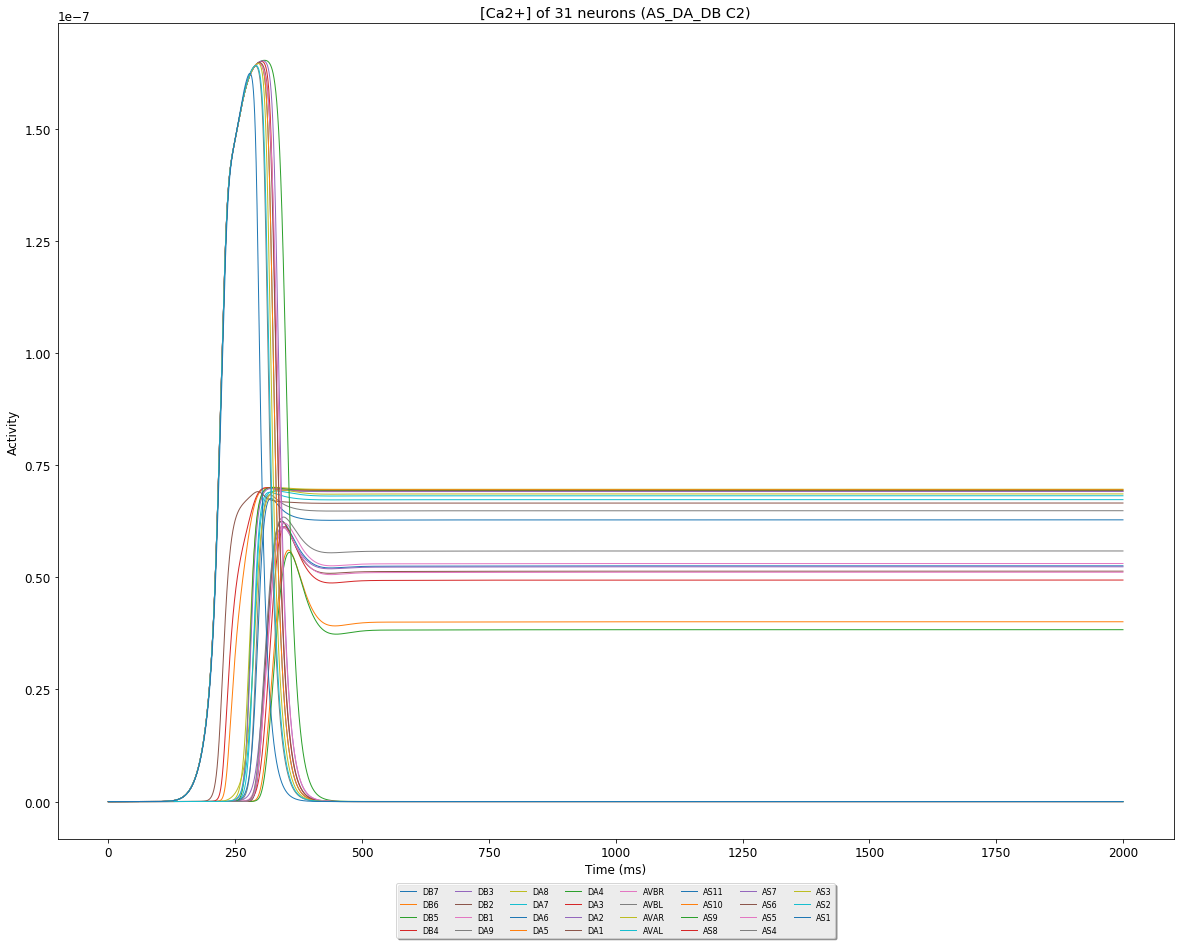 [Ca2+] of 31 neurons (AS_DA_DB C2)
1e−7
1.50
1.25
1.00
0.75
0.50
0.25
0.00
Activity
0 250 500 750 1000 1250 1500 1750 2000
Time (ms)
DB7 DB3 DA8 DA4 AVBR AS11 AS7 AS3
DB6 DB2 DA7 DA3 AVBL AS10 AS6 AS2
DB5 DB1 DA6 DA2 AVAR AS9 AS5 AS1
DB4 DA9 DA5 DA1 AVAL AS8 AS4